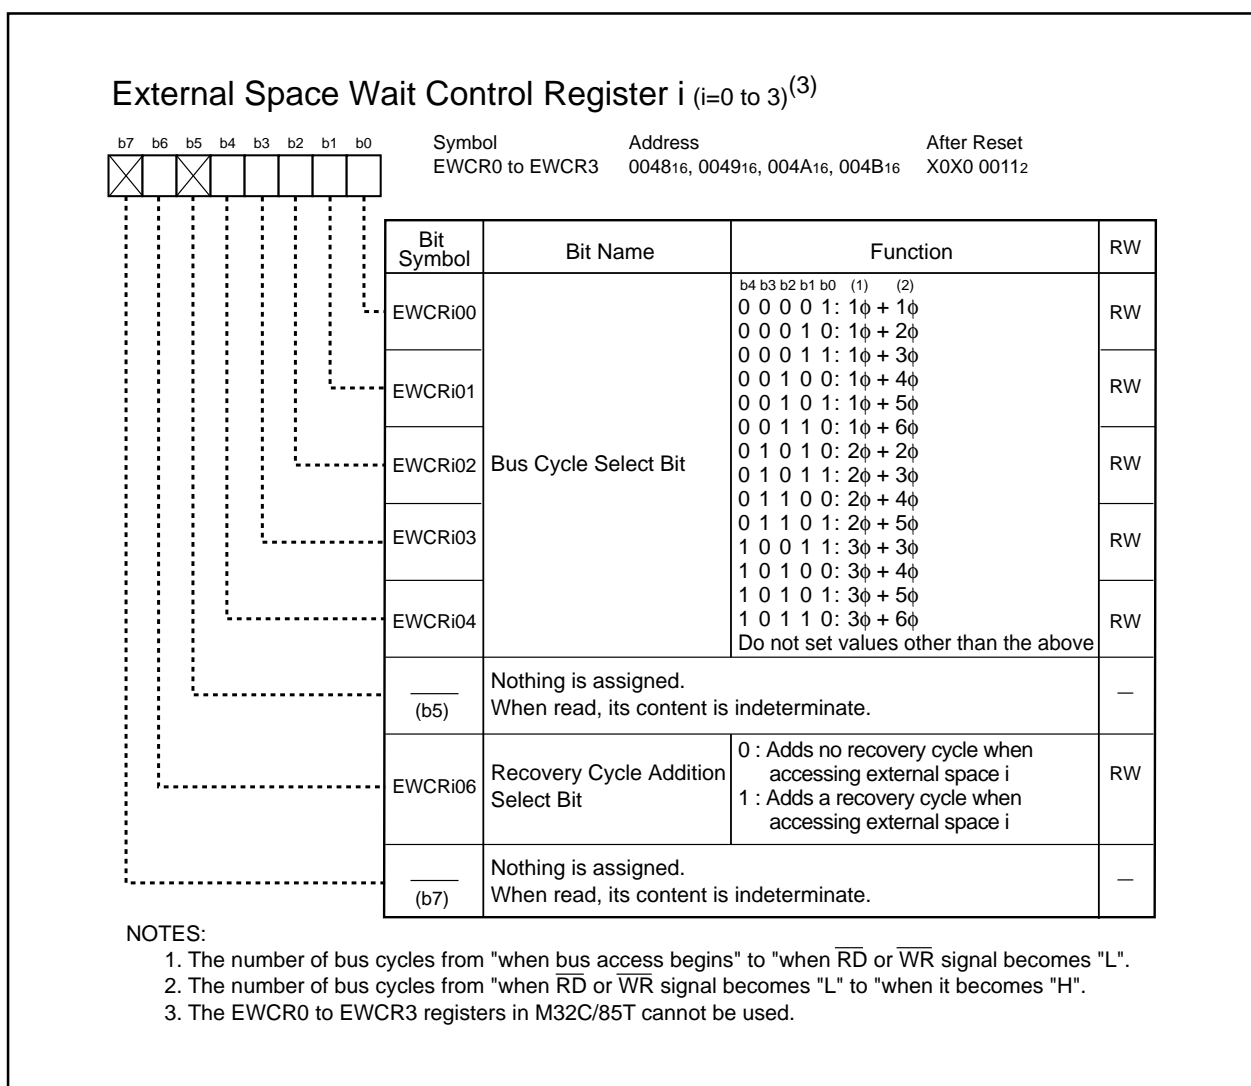 External Space Wait Control Register i (i=0 to 3)(3)
b7 b6 b5 b4 b3 b2 b1 b0
Symbol Address After Reset
EWCR0 to EWCR3 004816, 004916, 004A16, 004B16 X0X0 00112
Bit Symbol Bit Name Function RW
b4 b3 b2 b1 b0 (1) (2)
EWCRi00 0 0 0 0 1: 1ϕ + 1ϕ RW
0 0 0 1 0: 1ϕ + 2ϕ
0 0 0 1 1: 1ϕ + 3ϕ
EWCRi01 0 0 1 0 0: 1ϕ + 4ϕ RW
0 0 1 0 1: 1ϕ + 5ϕ
0 0 1 1 0: 1ϕ + 6ϕ
EWCRi02 Bus Cycle Select Bit 0 1 0 1 0: 2ϕ + 2ϕ RW
0 1 0 1 1: 2ϕ + 3ϕ
0 1 1 0 0: 2ϕ + 4ϕ
EWCRi03 0 1 1 0 1: 2ϕ + 5ϕ RW
1 0 0 1 1: 3ϕ + 3ϕ
1 0 1 0 0: 3ϕ + 4ϕ
1 0 1 0 1: 3ϕ + 5ϕ
EWCRi04 1 0 1 1 0: 3ϕ + 6ϕ RW
Do not set values other than the above
(b5) Nothing is assigned. —
When read, its content is indeterminate.
EWCRi06 Recovery Cycle Addition Select Bit RW
0 : Adds no recovery cycle when
accessing external space i
1 : Adds a recovery cycle when
accessing external space i
(b7) Nothing is assigned. —
When read, its content is indeterminate.
NOTES:
1. The number of bus cycles from "when bus access begins" to "when RD or WR signal becomes "L".
2. The number of bus cycles from "when RD or WR signal becomes "L" to "when it becomes "H".
3. The EWCR0 to EWCR3 registers in M32C/85T cannot be used.